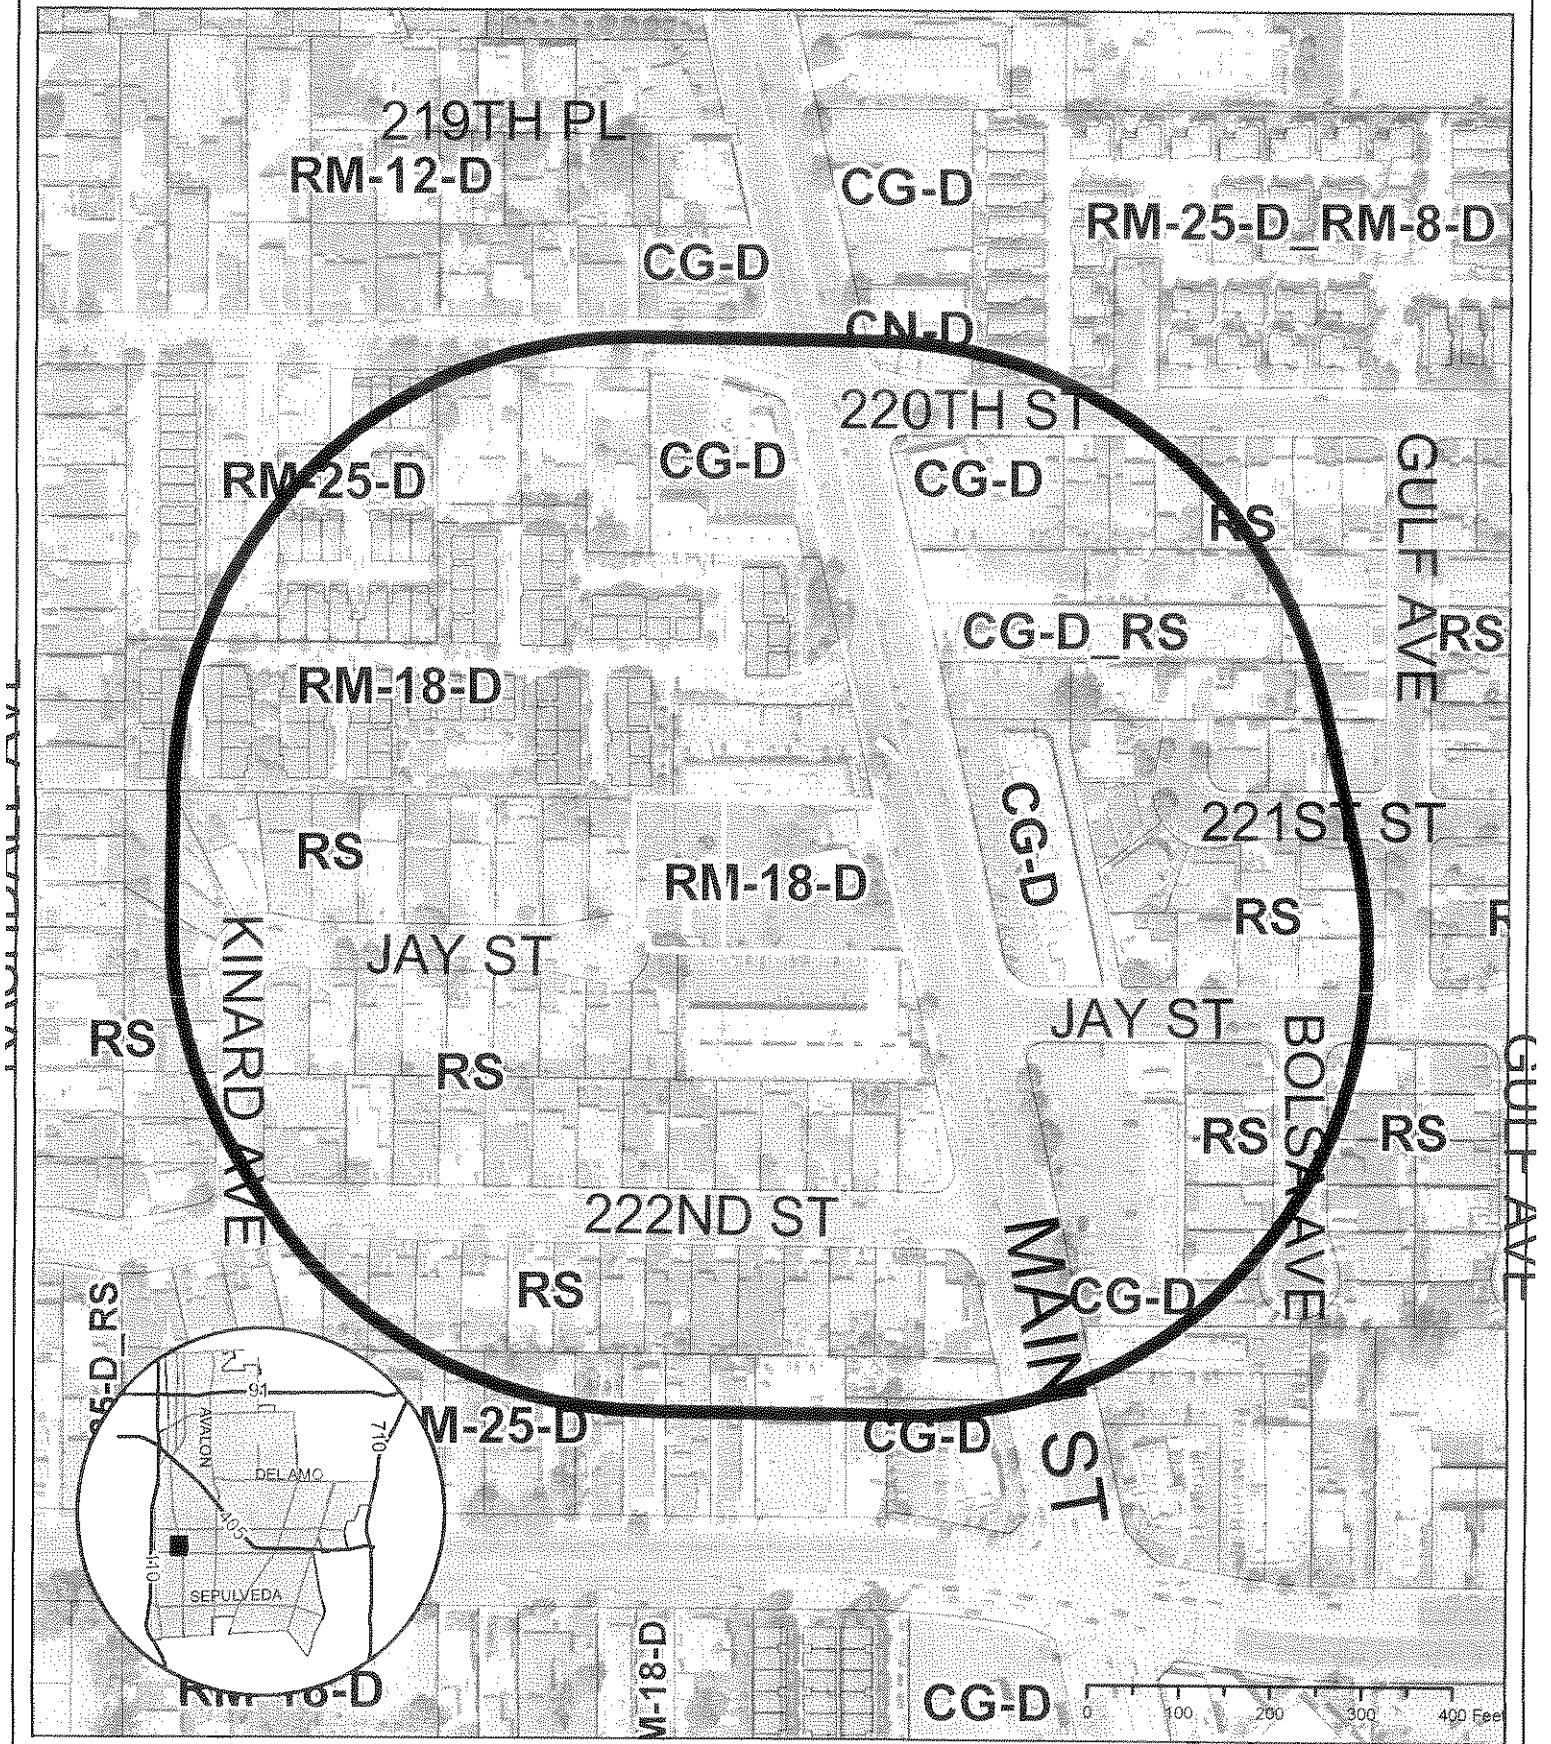 219TH PL
RM-12-D
CG-D
RM-25-D_RM-8-D
CG-D
CN-D
220TH ST
CG-D
CG-D
RM-25-D
GULF AVE
RS
CG-D_RS
RS
RM-18-D
CG-D
221ST ST
RS
RM-18-D
RS
KINARD AVE
JAY ST
JAY ST
RS
RS
BOLSA AVE
GULF AVE
RS
RS
222ND ST
MAIN ST
RS
CG-D
M-25-D
CG-D
91
AVALON
710
DEL AMO
405
110
SEPULVEDA
RM-18-D
M-18-D
CG-D
0 100 200 300 400 Feet